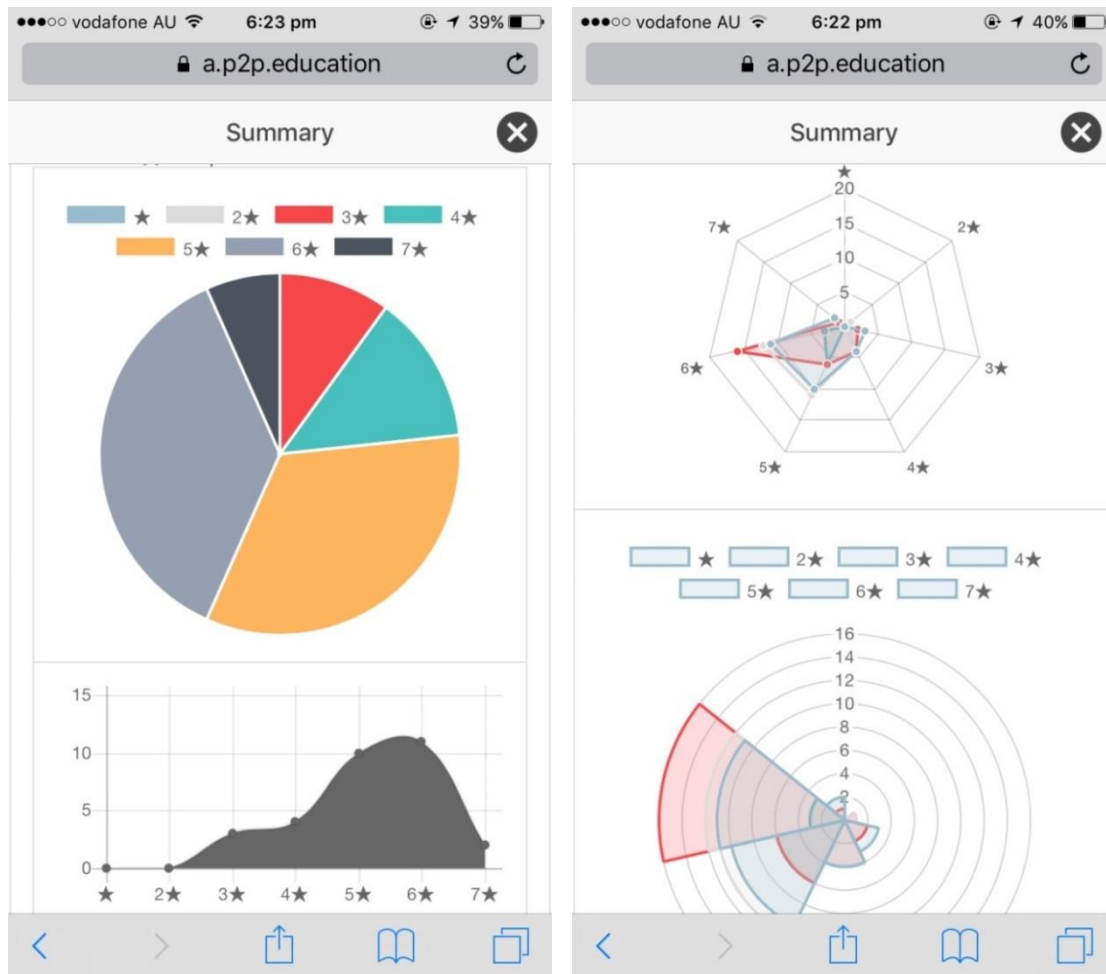 vodafone AU 6:23 pm 39%
a.p2p.education
Summary
★ 2★ 3★ 4★
5★ 6★ 7★
15
10
5
0
★ 2★ 3★ 4★ 5★ 6★ 7★
vodafone AU 6:22 pm 40%
a.p2p.education
Summary
★
20
7★ 15 2★
10
5
6★ 3★
5★ 4★
★ 2★ 3★ 4★
5★ 6★ 7★
16
14
12
10
8
6
4
2